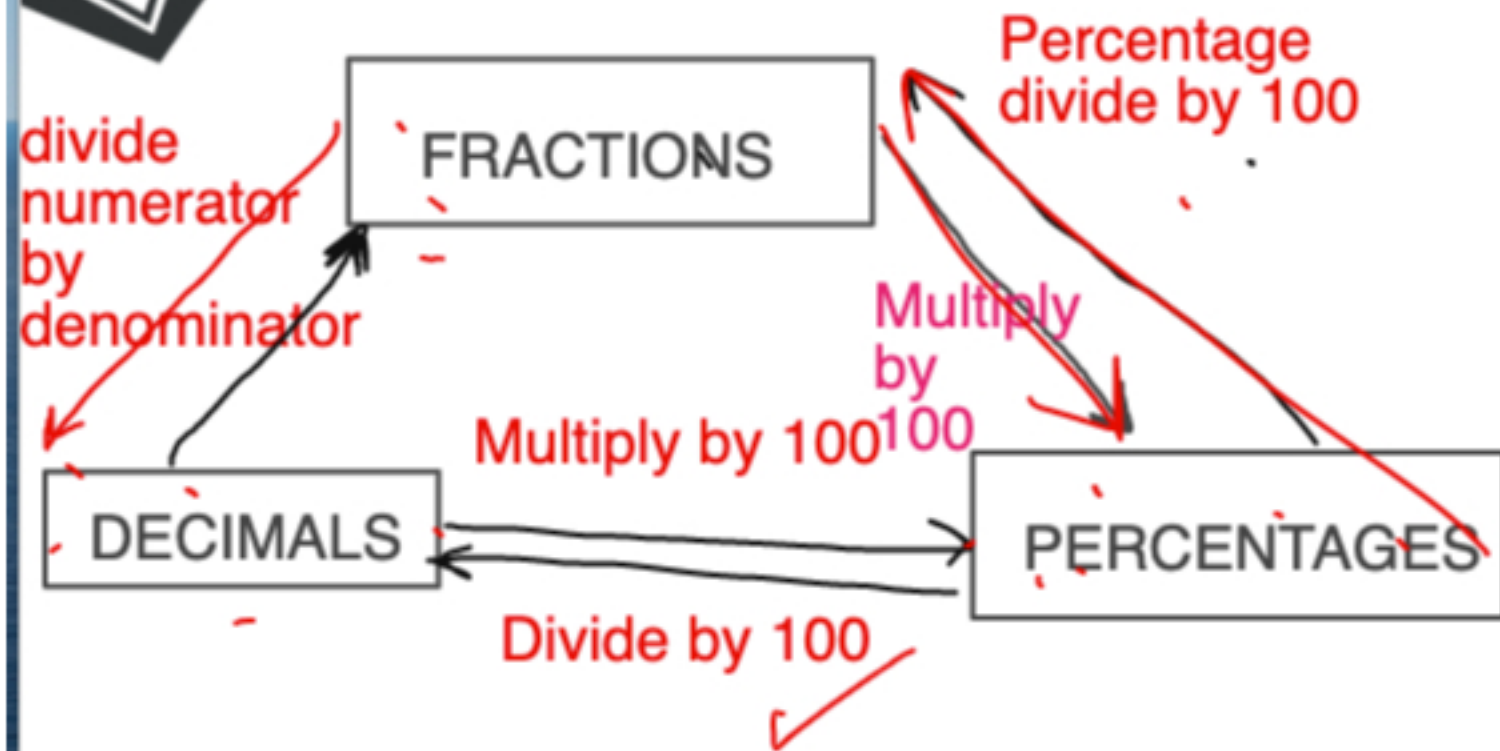 Percentage
divide by 100
divide
numerator
by
denominator
FRACTIONS
Multiply
by
100
Multiply by 100
DECIMALS
PERCENTAGES
Divide by 100